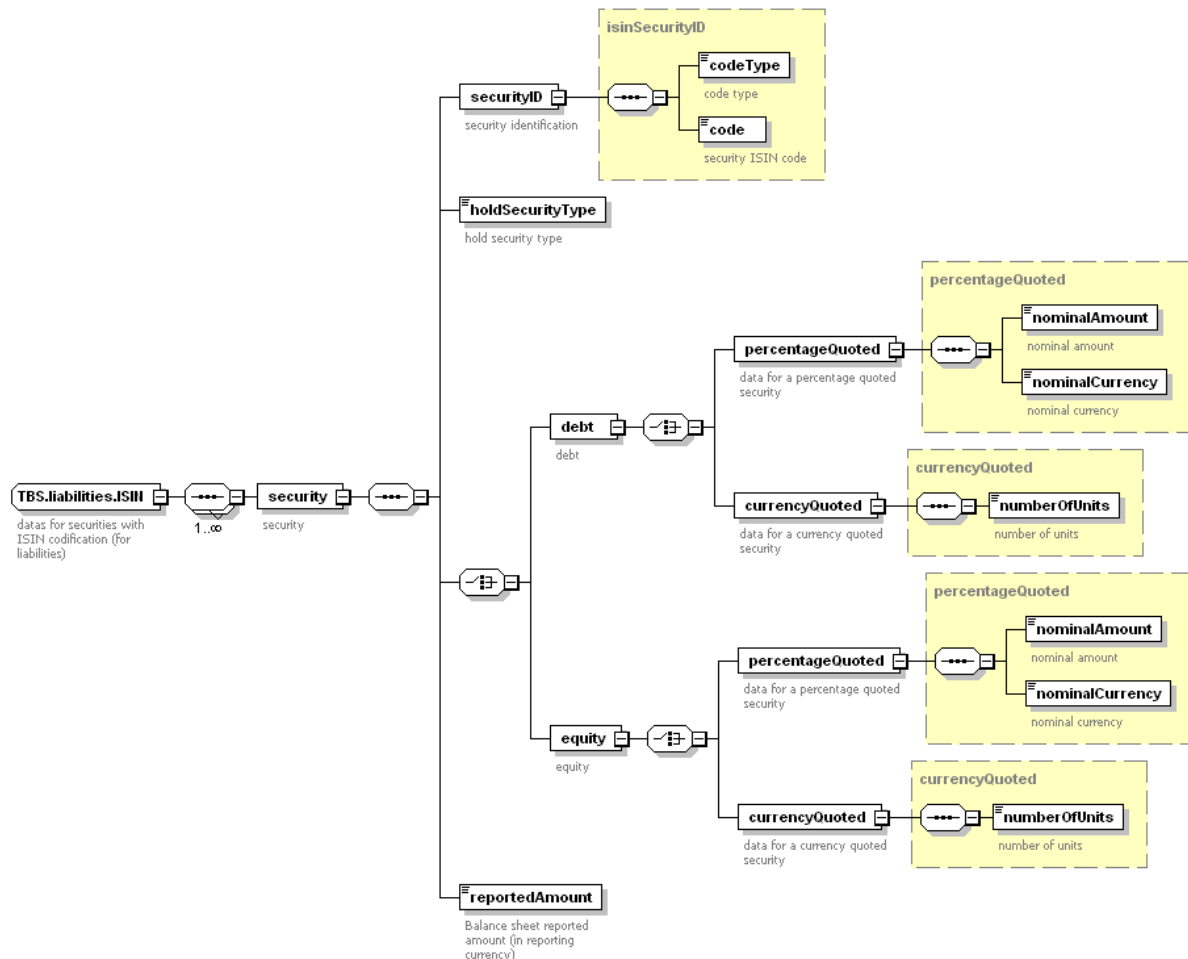 isinSecurityID
codeType
code type
securityID
security identification
code
security ISIN code
holdSecurityType
hold security type
percentageQuoted
nominalAmount
nominal amount
percentageQuoted
data for a percentage quoted
security
nominalCurrency
nominal currency
debt
debt
currencyQuoted
currencyQuoted
data for a currency quoted
security
numberOfUnits
number of units
TBS.liabilities.ISIN
datas for securities with
ISIN codification (for
liabilities)
1..∞
security
security
percentageQuoted
nominalAmount
nominal amount
percentageQuoted
data for a percentage quoted
security
nominalCurrency
nominal currency
equity
equity
currencyQuoted
currencyQuoted
data for a currency quoted
security
numberOfUnits
number of units
reportedAmount
Balance sheet reported
amount (in reporting
currency)